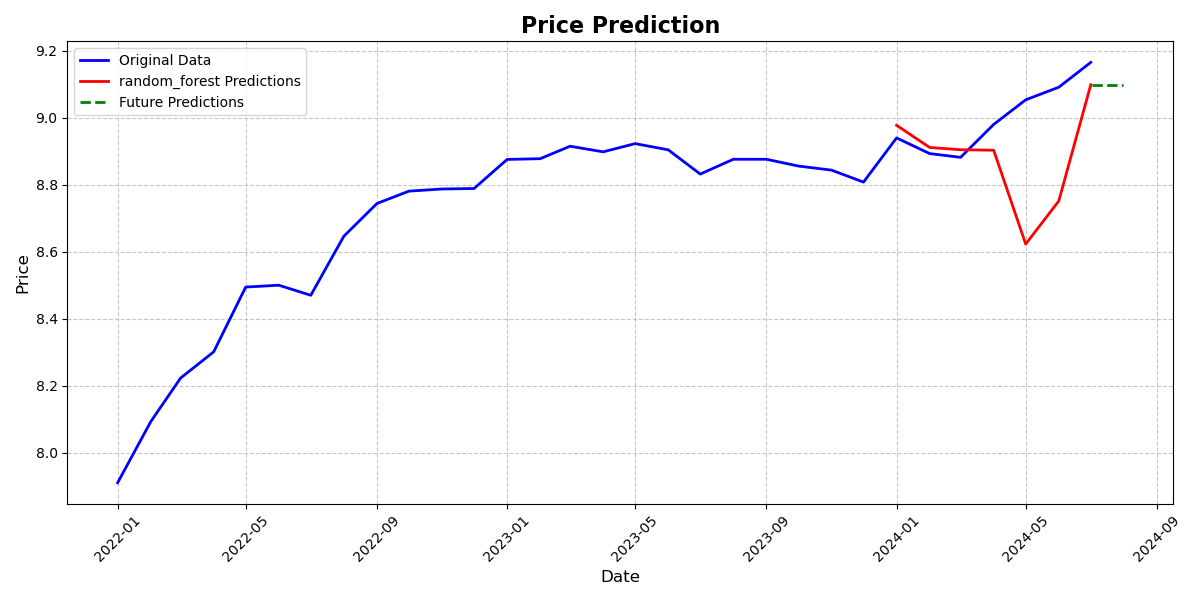 Price Prediction
Original Data
random_forest Predictions
Future Predictions
Price
9.2
9.0
8.8
8.6
8.4
8.2
8.0
2022-01
2022-05
2022-09
2023-01
2023-05
2023-09
2024-01
2024-05
2024-09
Date